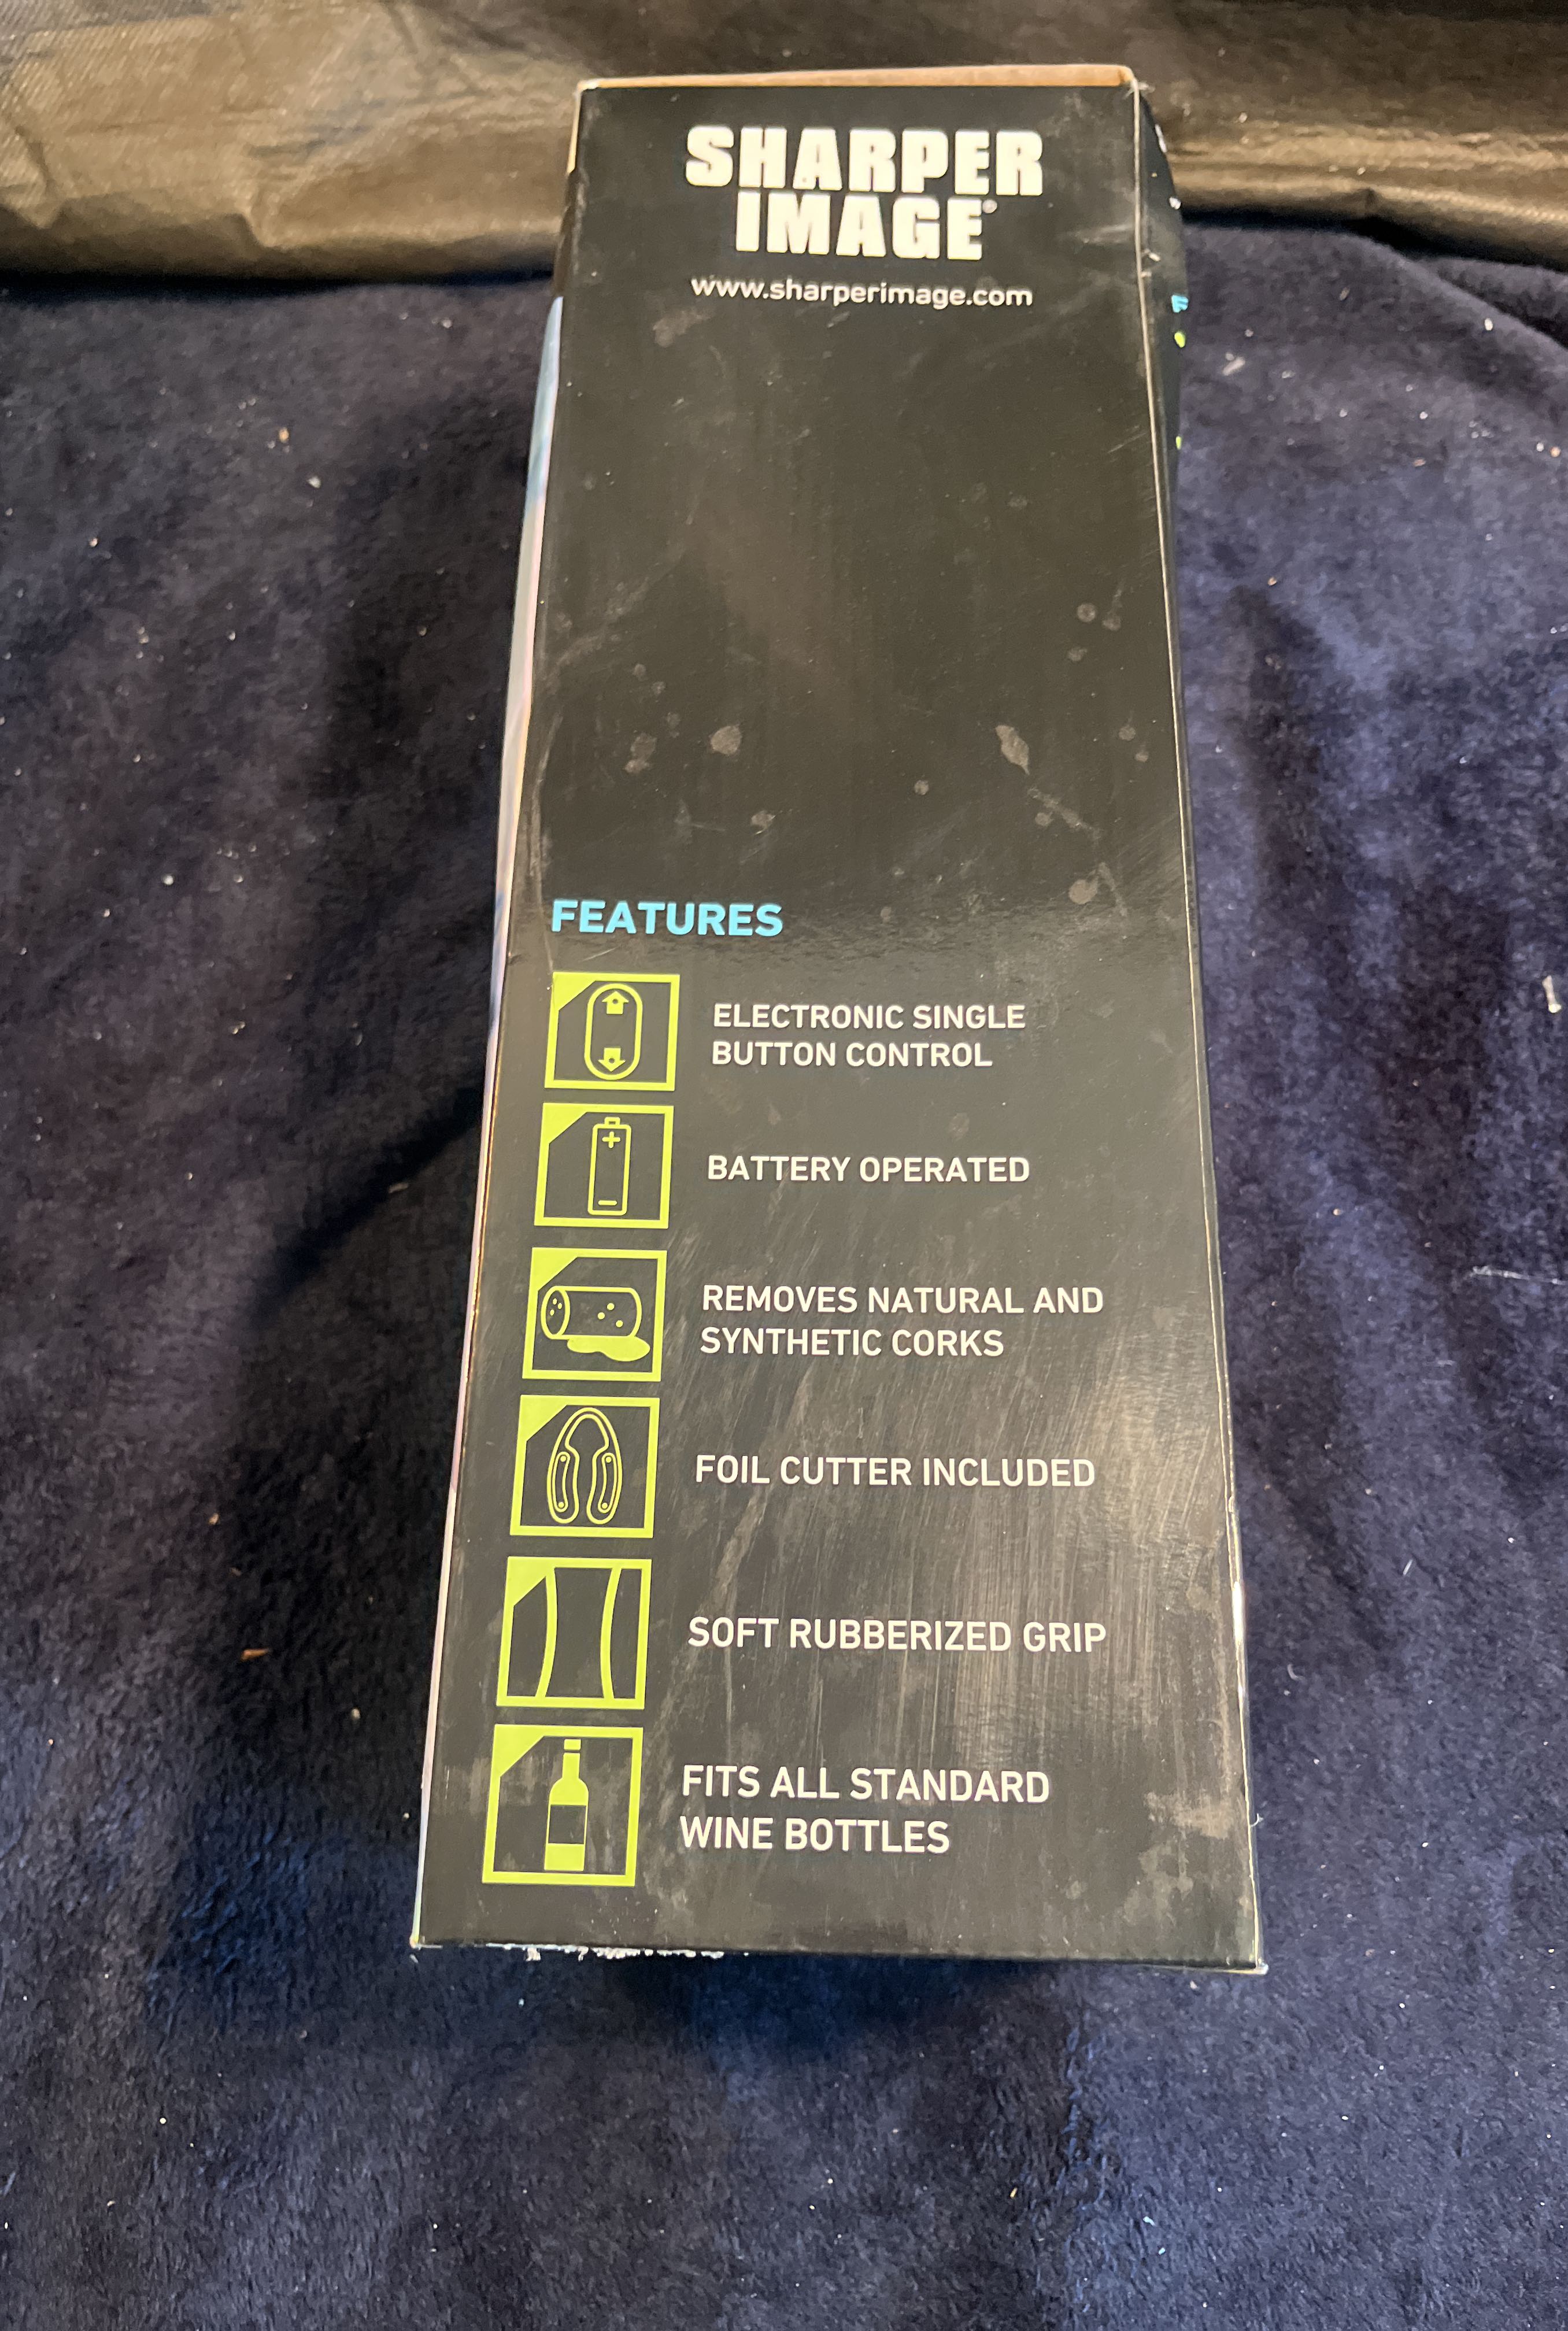 SHARPER
IMAGE®
www.sharperimage.com
FEATURES
ELECTRONIC SINGLE
BUTTON CONTROL
BATTERY OPERATED
REMOVES NATURAL AND
SYNTHETIC CORKS
FOIL CUTTER INCLUDED
SOFT RUBBERIZED GRIP
FITS ALL STANDARD
WINE BOTTLES